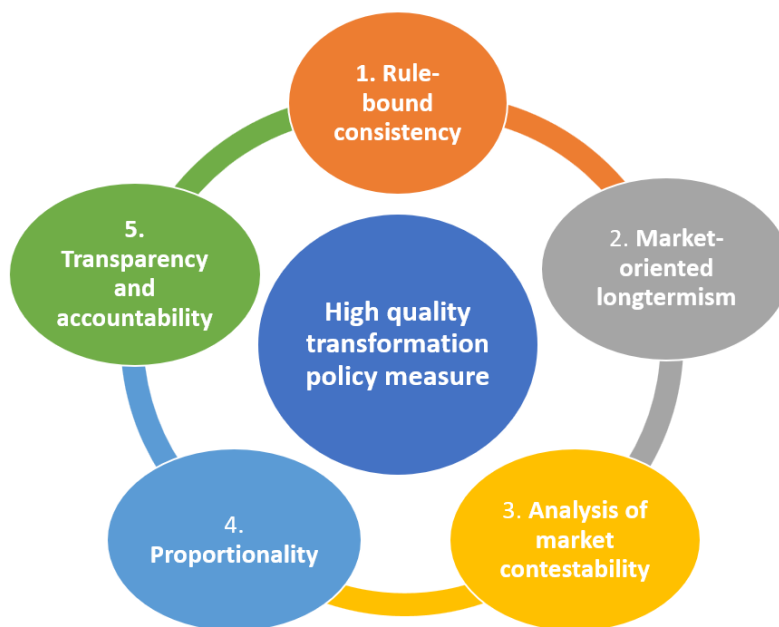 1. Rule-
bound
consistency
2. Market-
oriented
longtermism
3. Analysis of
market
contestability
4.
Proportionality
5.
Transparency
and
accountability
High quality
transformation
policy measure